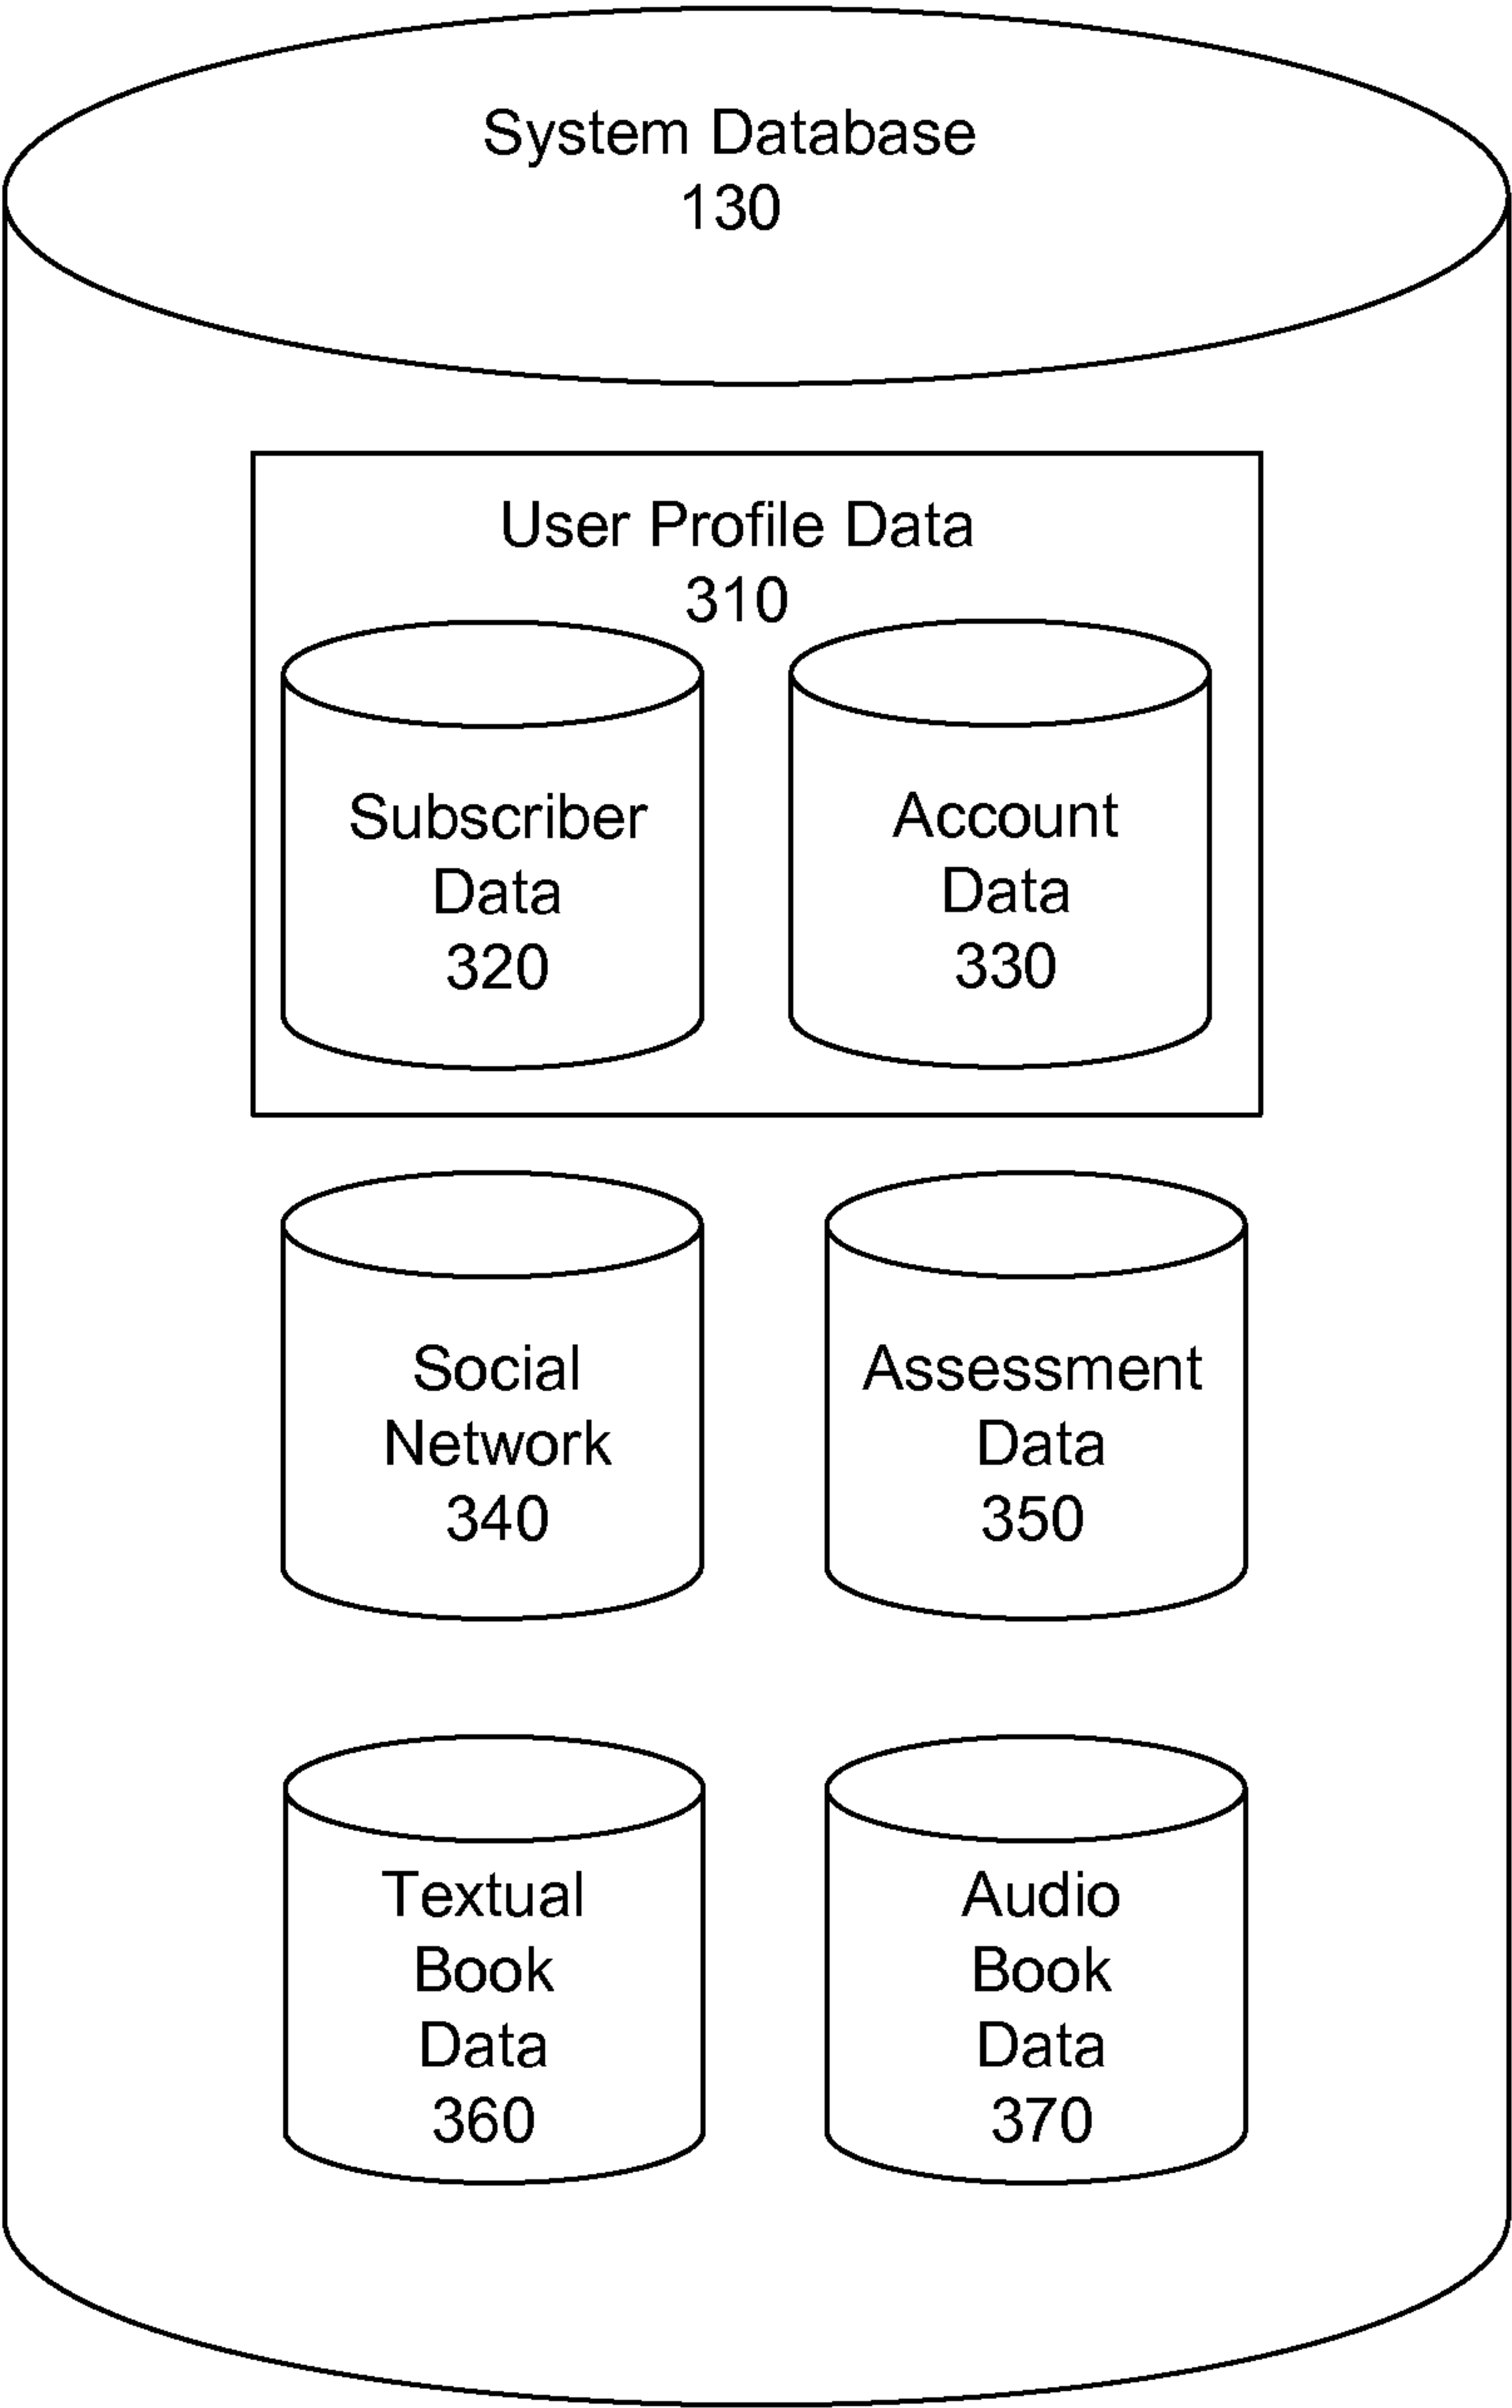 System Database
130
User Profile Data
310
Subscriber
Data
320
Account
Data
330
Social
Network
340
Assessment
Data
350
Textual
Book
Data
360
Audio
Book
Data
370